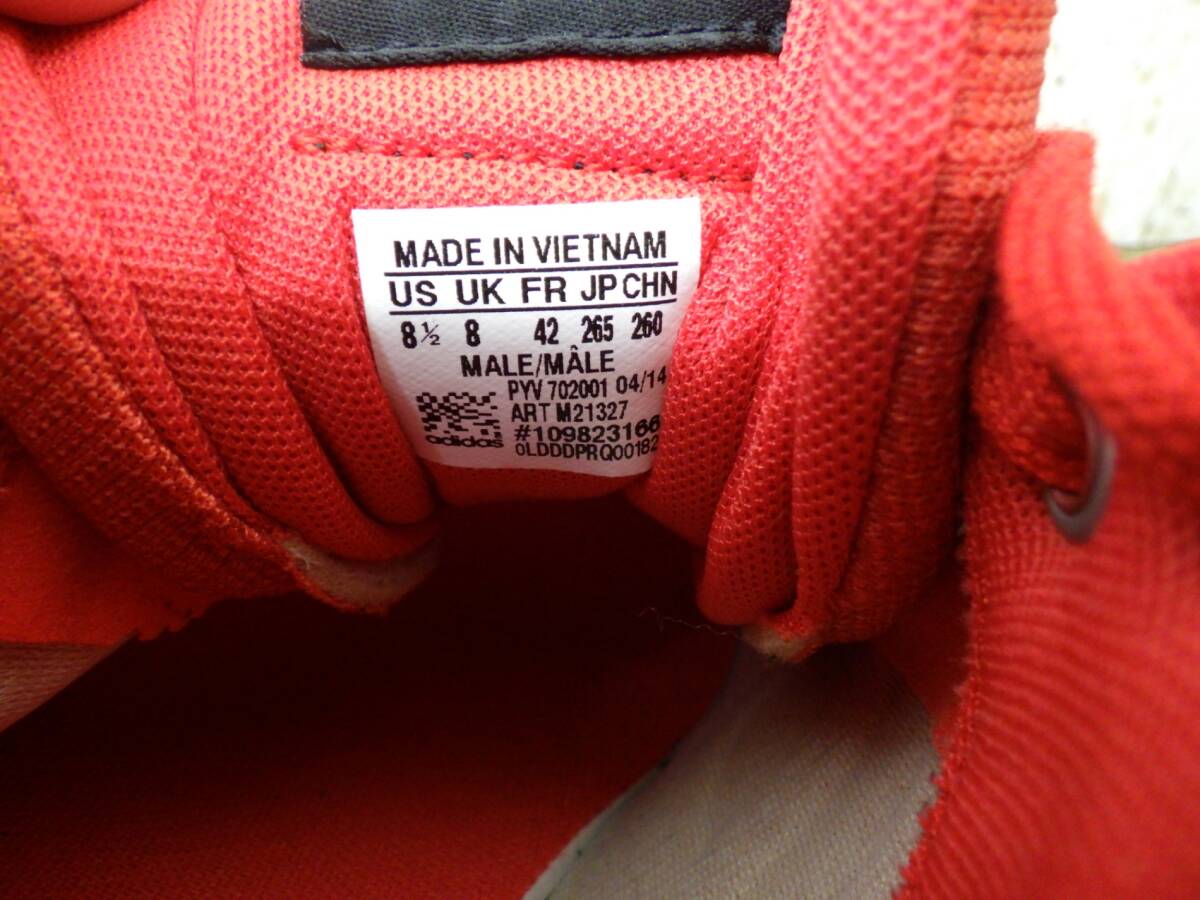 MADE IN VIETNAM
US UK FR JP CHN
8½ 8 42 265 260
MALE/MÂLE
PYV 702001 04/14
ART M21327
#109823166
adidas 0LDDDPRQ00182